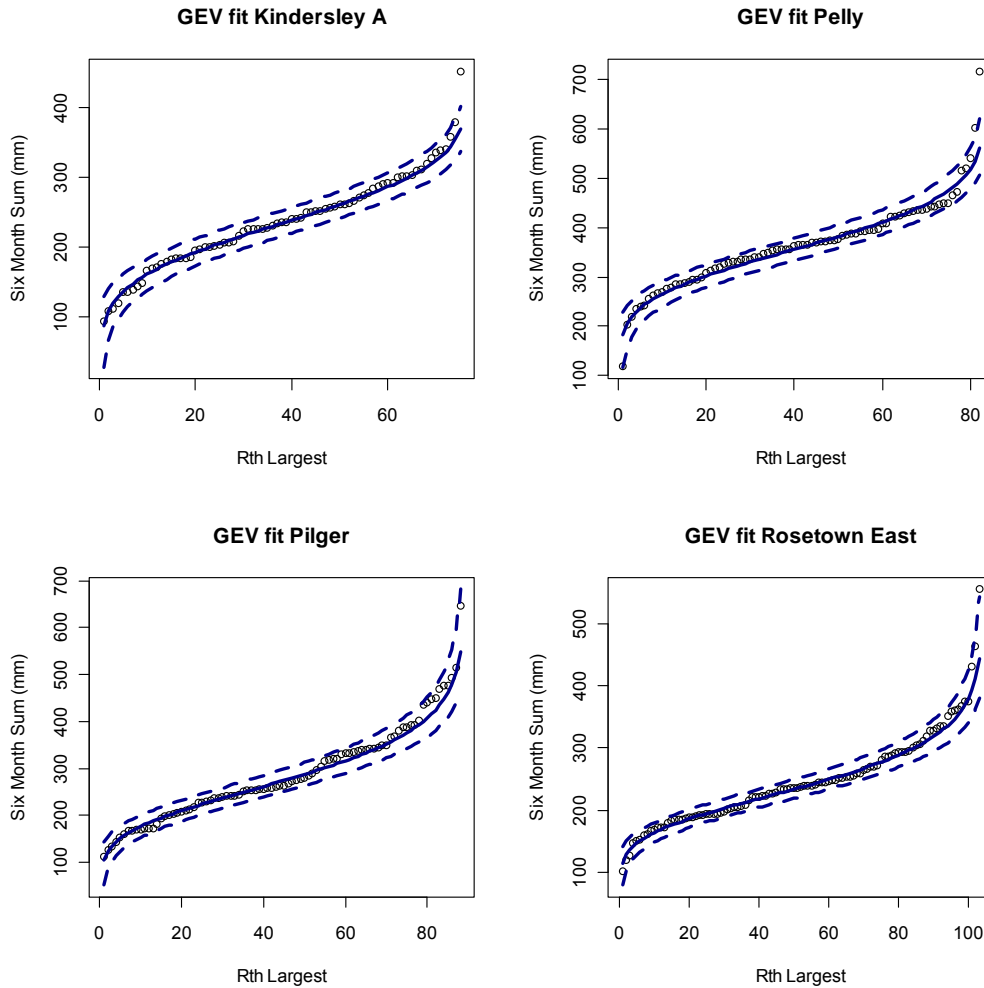 GEV fit Kindersley A
Six Month Sum (mm)
100 200 300 400
0 20 40 60
Rth Largest
GEV fit Pelly
Six Month Sum (mm)
100 200 300 400 500 600 700
0 20 40 60 80
Rth Largest
GEV fit Pilger
Six Month Sum (mm)
100 200 300 400 500 600 700
0 20 40 60 80
Rth Largest
GEV fit Rosetown East
Six Month Sum (mm)
100 200 300 400 500
0 20 40 60 80 100
Rth Largest